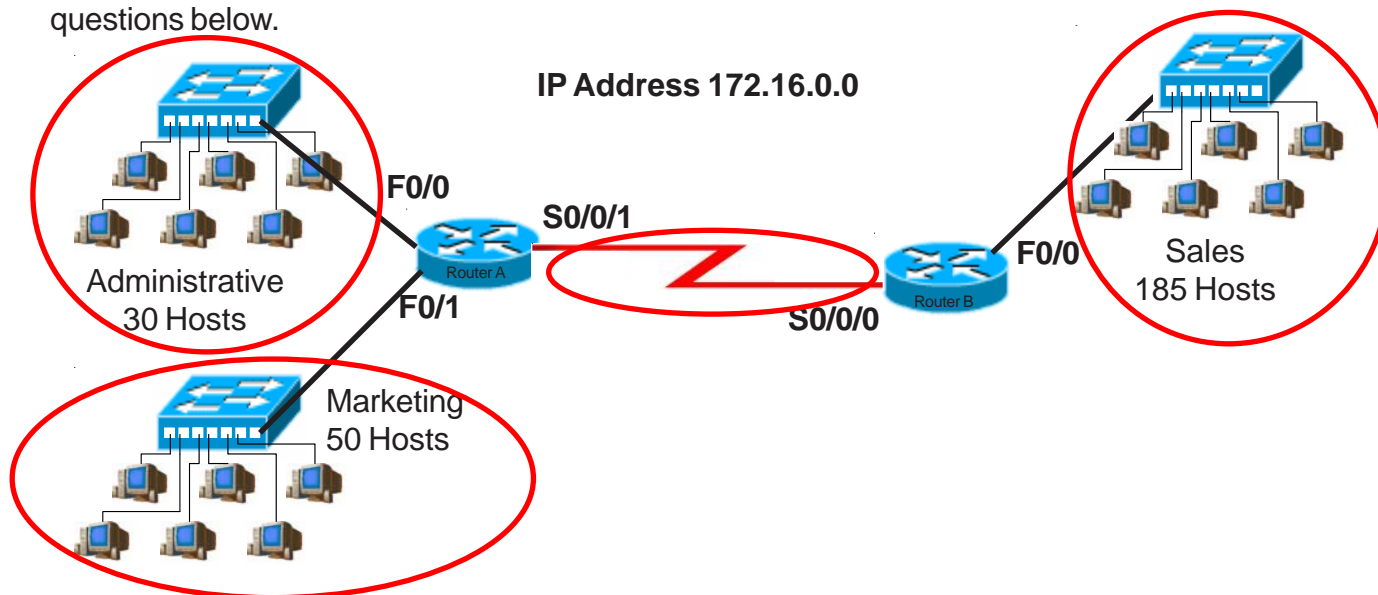 questions below.
IP Address 172.16.0.0
F0/0
S0/0/1
Router A
F0/1
Administrative
30 Hosts
Marketing
50 Hosts
S0/0/0
Router B
F0/0
Sales
185 Hosts